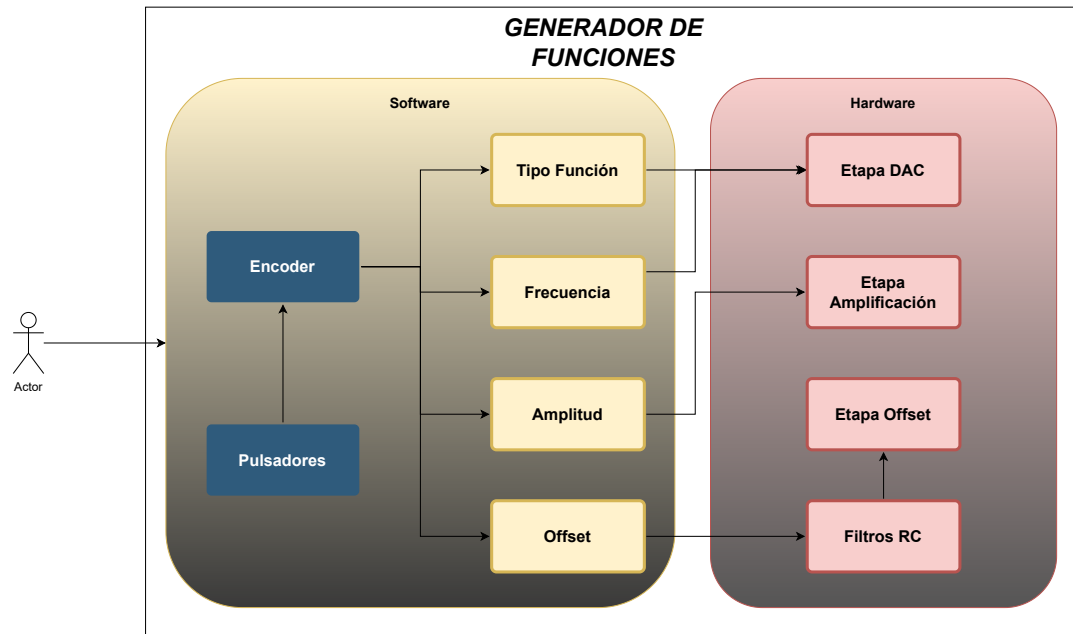 GENERADOR DE
FUNCIONES
Software
Hardware
Tipo Función
Etapa DAC
Encoder
Frecuencia
Etapa
Amplificación
Actor
Amplitud
Etapa Offset
Pulsadores
Offset
Filtros RC